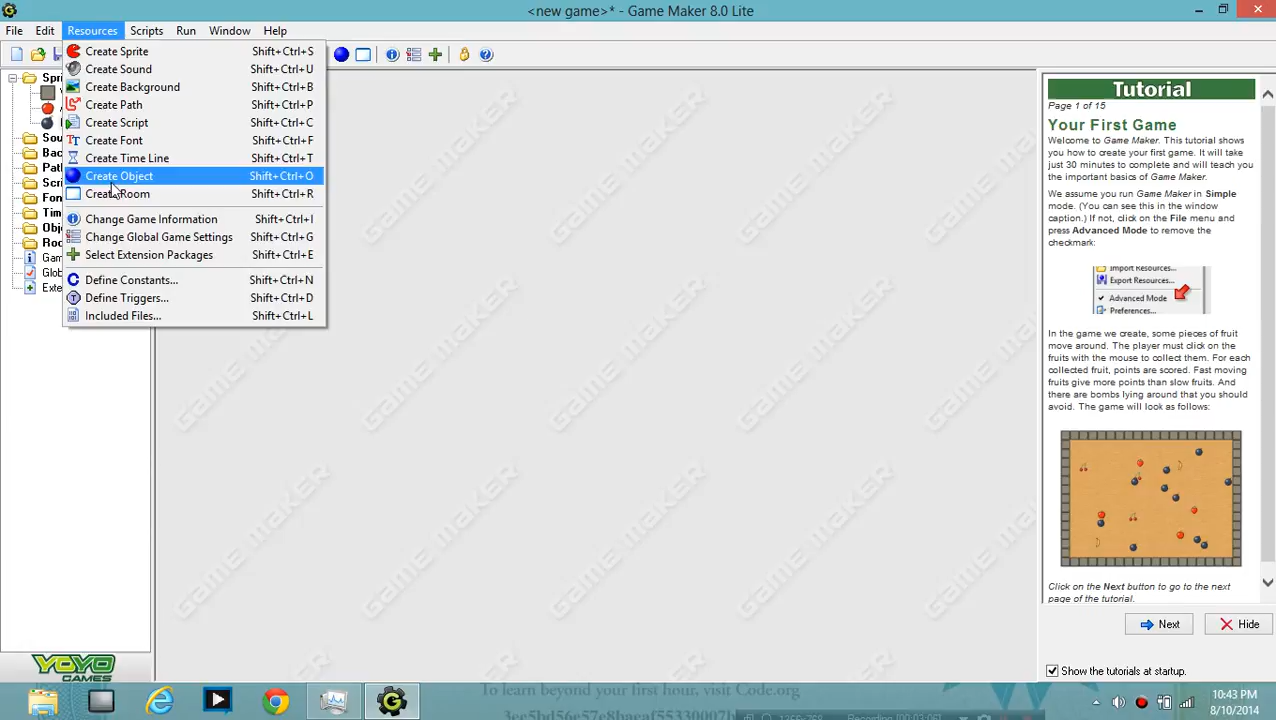 <new game>* - Game Maker 8.0 Lite
File Edit Resources Scripts Run Window Help
Create Sprite Shift+Ctrl+S
Create Sound Shift+Ctrl+U
Create Background Shift+Ctrl+B
Create Path Shift+Ctrl+P
Create Script Shift+Ctrl+C
Create Font Shift+Ctrl+F
Create Time Line Shift+Ctrl+T
Create Object Shift+Ctrl+O
Create Room Shift+Ctrl+R
Change Game Information Shift+Ctrl+I
Change Global Game Settings Shift+Ctrl+G
Select Extension Packages Shift+Ctrl+E
Define Constants... Shift+Ctrl+N
Define Triggers... Shift+Ctrl+D
Included Files... Shift+Ctrl+L
YOYO
GAMES
GAME MAKER
Tutorial
Page 1 of 15
Your First Game
Welcome to Game Maker. This tutorial shows
you how to create your first game. It will take
just 30 minutes to complete and will teach you
the important basics of Game Maker.
We assume you run Game Maker in Simple
mode. (You can see this in the window
caption.) If not, click on the File menu and
press Advanced Mode to remove the
checkmark:
Import Resources...
Export Resources...
Advanced Mode
Preferences...
In the game we create, some pieces of fruit
move around. The player must click on the
fruits with the mouse to collect them. For each
collected fruit, points are scored. Fast moving
fruits give more points than slow fruits. And
there are bombs lying around that you should
avoid. The game will look as follows:
Click on the Next button to go to the next
page of the tutorial.
Next Hide
Show the tutorials at startup.
To learn beyond your first hour, visit Code.org
10:43 PM
8/10/2014